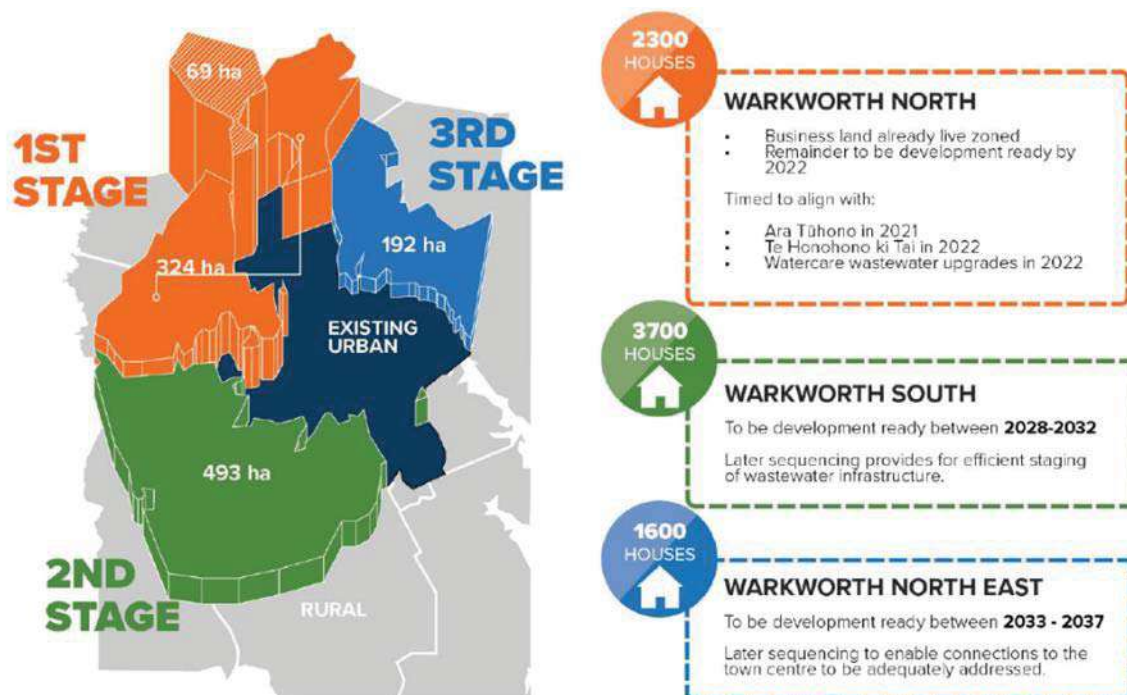 69 ha
1ST
STAGE
3RD
STAGE
192 ha
324 ha
EXISTING
URBAN
493 ha
2ND
STAGE
RURAL
2300
HOUSES
WARKWORTH NORTH
• Business land already live zoned
• Remainder to be development ready by
2022
Timed to align with:
• Ara Tūhono in 2021
• Te Honohono ki Tai in 2022
• Watercare wastewater upgrades in 2022
3700
HOUSES
WARKWORTH SOUTH
To be development ready between 2028-2032
Later sequencing provides for efficient staging
of wastewater infrastructure.
1600
HOUSES
WARKWORTH NORTH EAST
To be development ready between 2033 - 2037
Later sequencing to enable connections to the
town centre to be adequately addressed.